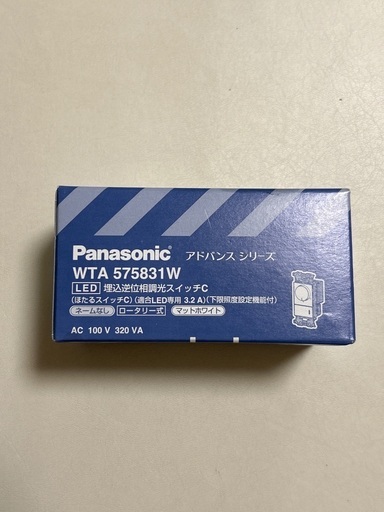 Panasonic アドバンス シリーズ
WTA 575831W
LED 埋込逆位相調光スイッチC
(ほたるスイッチC)(適合LED専用 3.2 A)(下限照度設定機能付)
ネームなし ロータリー式 マットホワイト
AC 100 V 320 VA